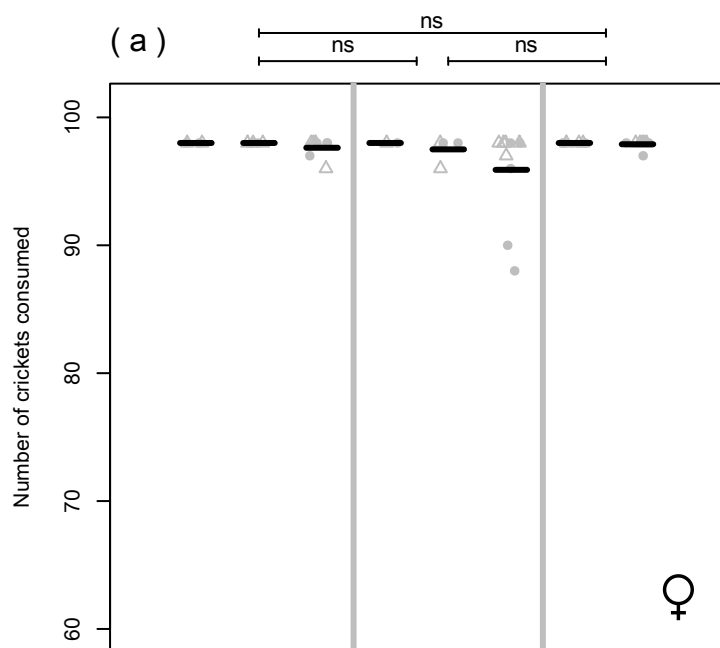 ( a )
ns
ns
ns
Number of crickets consumed
100
90
80
70
60
♀